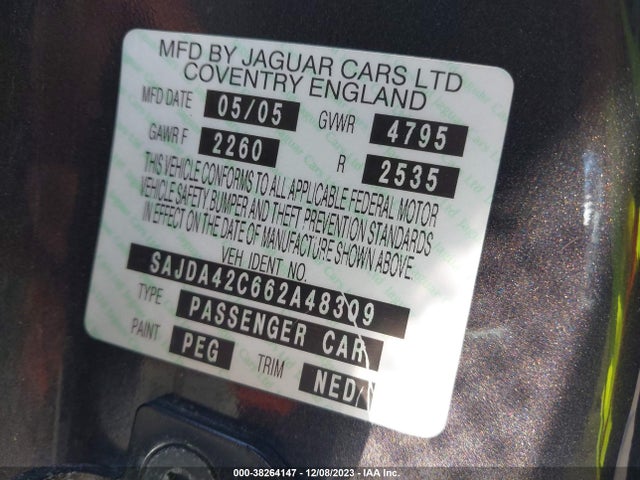 MFD BY JAGUAR CARS LTD
COVENTRY ENGLAND
MFD DATE 05/05 GVWR 4795
GAWR F 2260 R 2535
THIS VEHICLE CONFORMS TO ALL APPLICABLE FEDERAL MOTOR
VEHICLE SAFETY BUMPER AND THEFT PREVENTION STANDARDS
IN EFFECT ON THE DATE OF MANUFACTURE SHOWN ABOVE.
VEH IDENT NO.
SAJDA42C662A48309
TYPE PASSENGER CAR
PAINT PEG TRIM NED
000-38264147 - 12/08/2023 - IAA Inc.